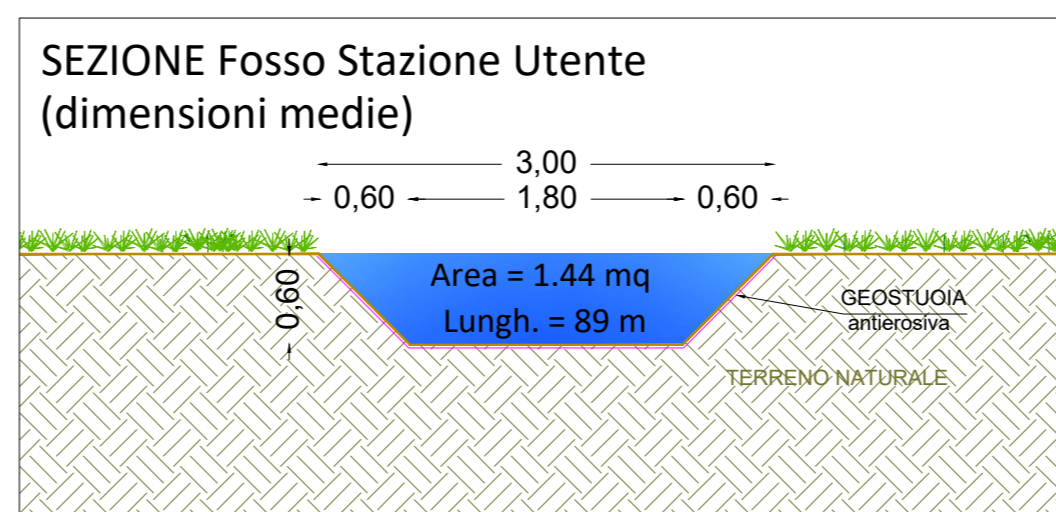 SEZIONE Fosso Stazione Utente
(dimensioni medie)
3,00
0,60 1,80 0,60
0,60
Area = 1.44 mq
Lungh. = 89 m
GEOSTUOIA
antierosiva
TERRENO NATURALE